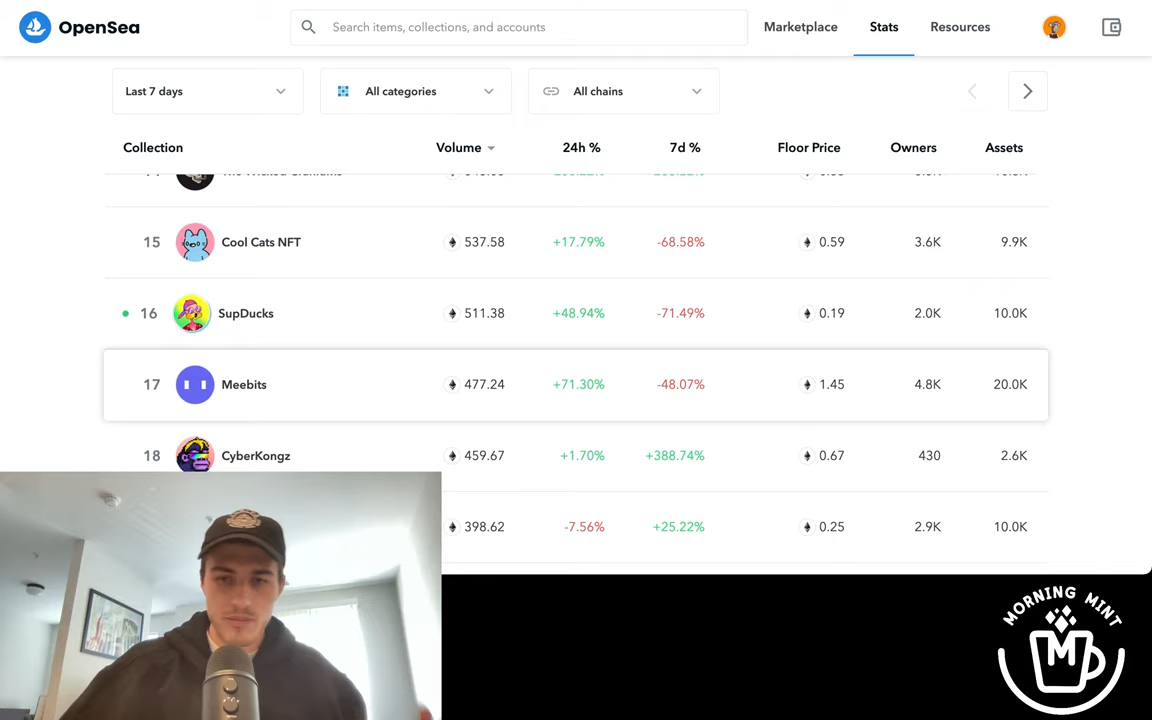 OpenSea
Search items, collections, and accounts
Marketplace
Stats
Resources
Last 7 days
All categories
All chains
Collection Volume 24h % 7d % Floor Price Owners Assets
15 Cool Cats NFT 537.58 +17.79% -68.58% 0.59 3.6K 9.9K
16 SupDucks 511.38 +48.94% -71.49% 0.19 2.0K 10.0K
17 Meebits 477.24 +71.30% -48.07% 1.45 4.8K 20.0K
18 CyberKongz 459.67 +1.70% +388.74% 0.67 430 2.6K
398.62 -7.56% +25.22% 0.25 2.9K 10.0K
MORNING MINT
M